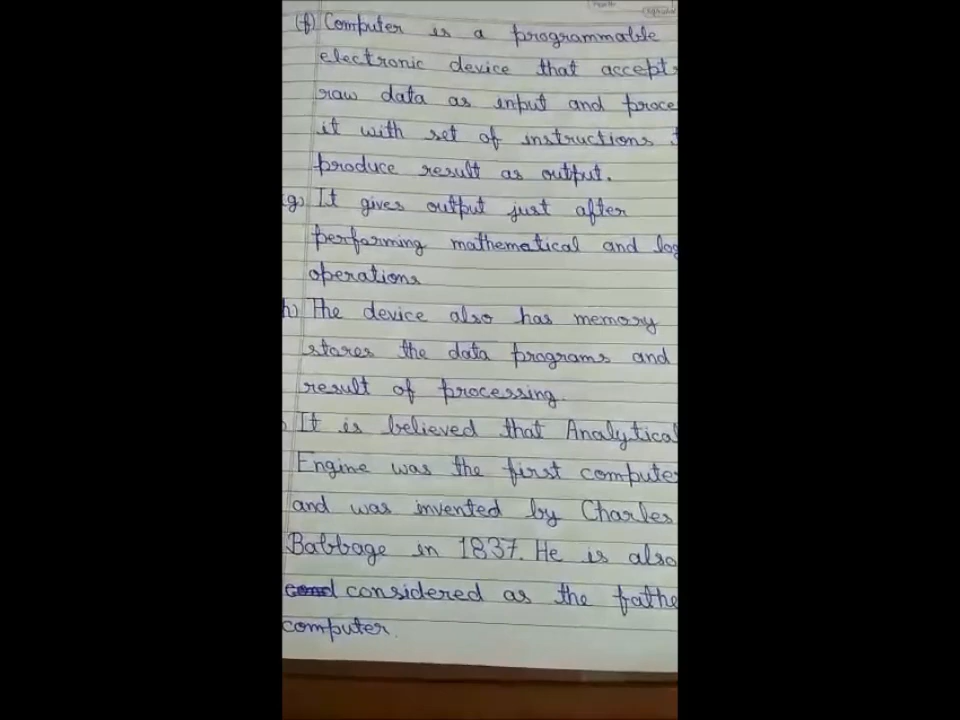 (f) Computer is a programmable
electronic device that accepts
raw data as input and proce
it with set of instructions t
produce result as output.
g) It gives output just after
performing mathematical and log
operations
h) The device also has memory
stores the data programs and
result of processing.
) It is believed that Analytical
Engine was the first computer
and was invented by Charles
Babbage in 1837. He is also
considered as the fathe
computer.